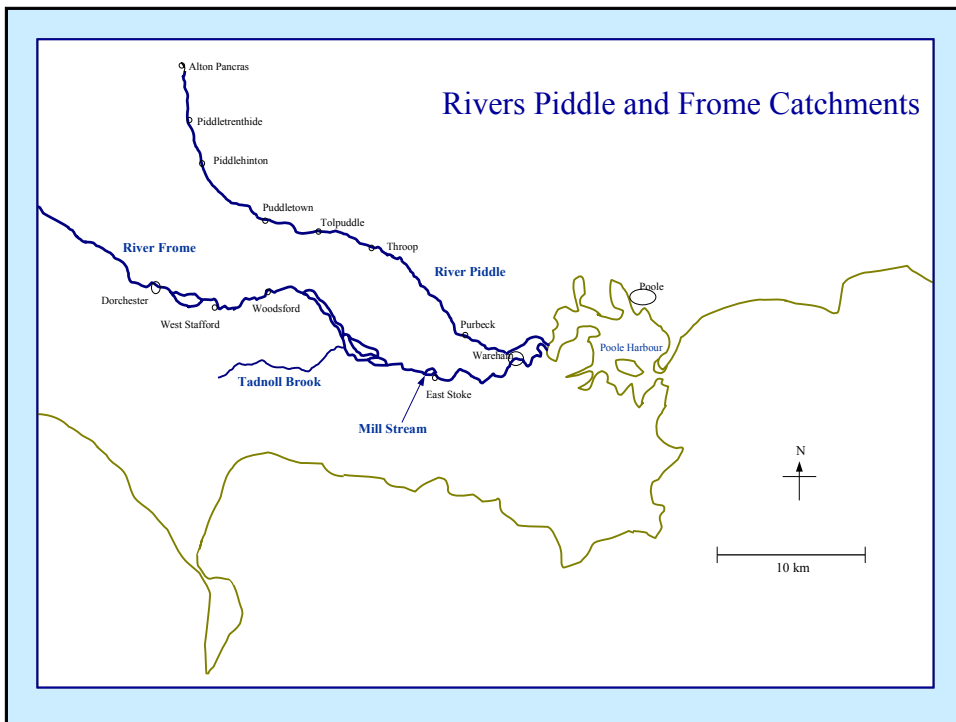 Alton Pancras
Rivers Piddle and Frome Catchments
Piddletrenthide
Piddlehinton
Puddletown
Tolpuddle
River Frome
Throop
River Piddle
Dorchester
Poole
Woodsford
West Stafford
Purbeck
Poole Harbour
Wareham
Tadnoll Brook
East Stoke
Mill Stream
N
10 km